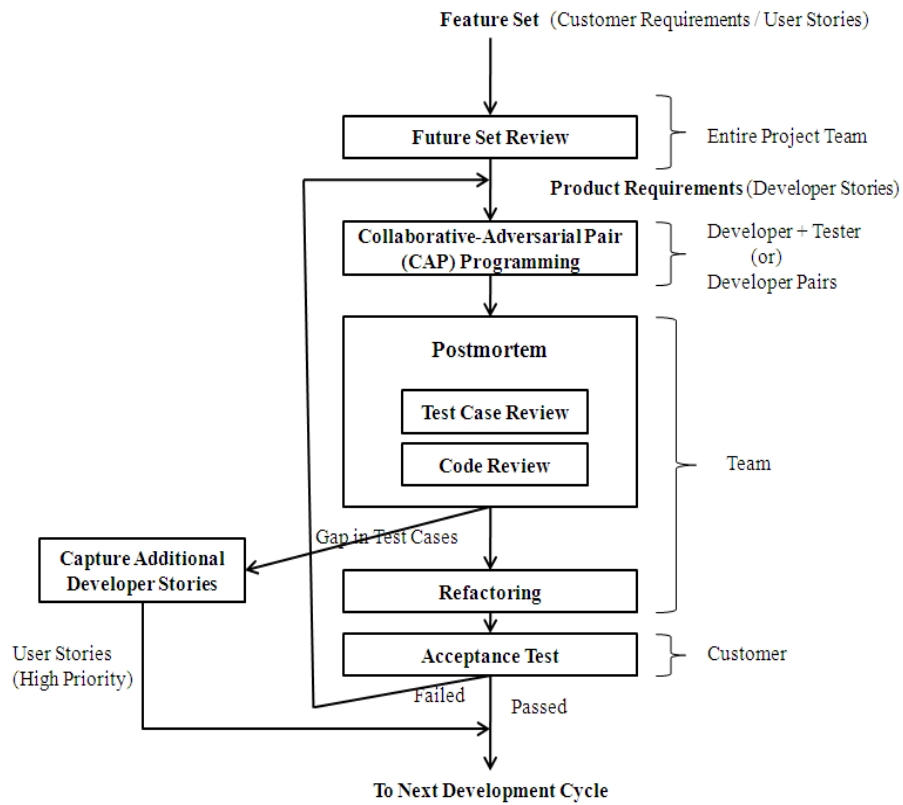 Feature Set (Customer Requirements / User Stories)
Future Set Review
Entire Project Team
Product Requirements (Developer Stories)
Collaborative-Adversarial Pair
(CAP) Programming
Developer + Tester
(or)
Developer Pairs
Postmortem
Test Case Review
Code Review
Team
Gap in Test Cases
Capture Additional
Developer Stories
Refactoring
User Stories
(High Priority)
Acceptance Test
Customer
Failed
Passed
To Next Development Cycle